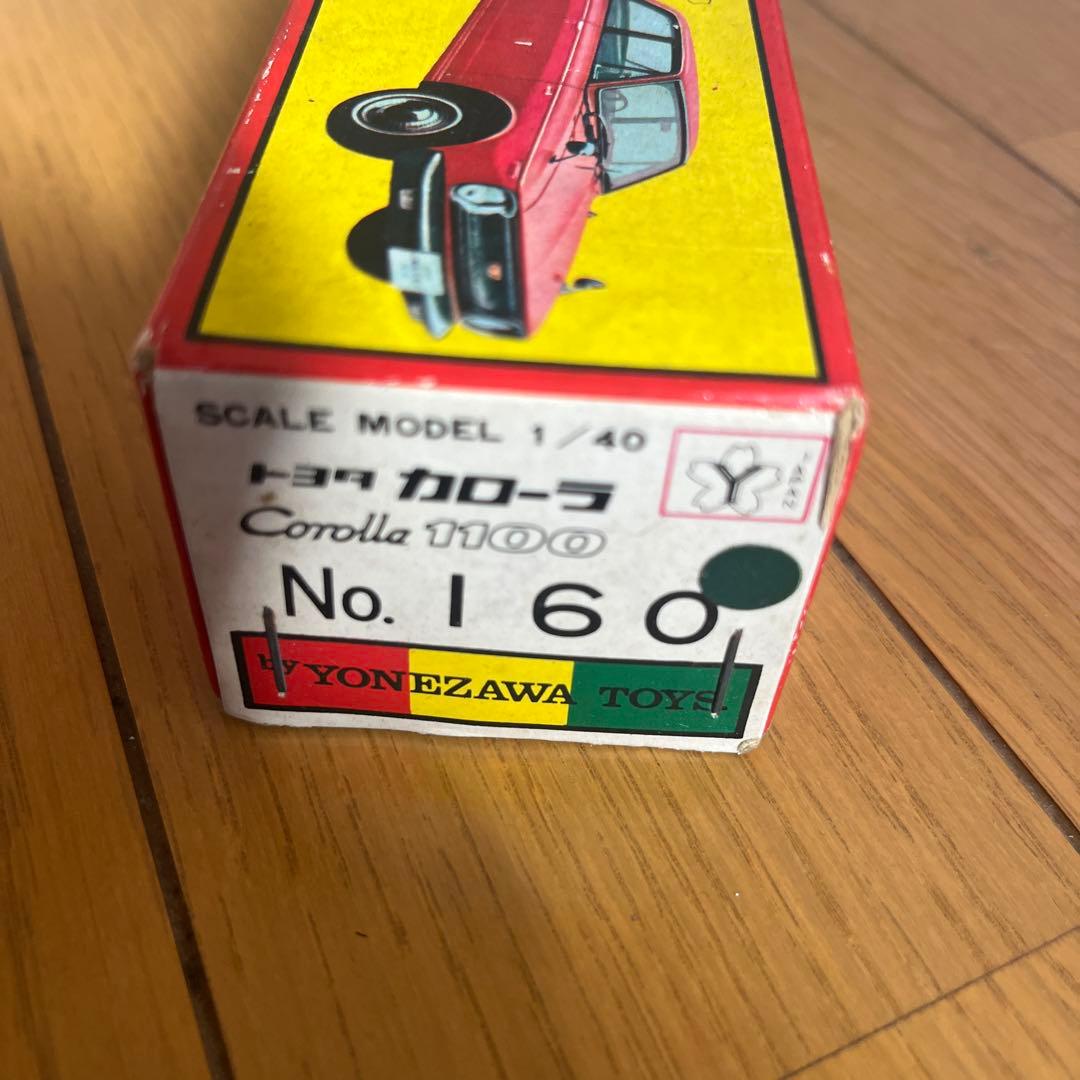 SCALE MODEL 1/40
トヨタ カローラ
Y
Corolla 1100
No. 160
by YONEZAWA TOYS.